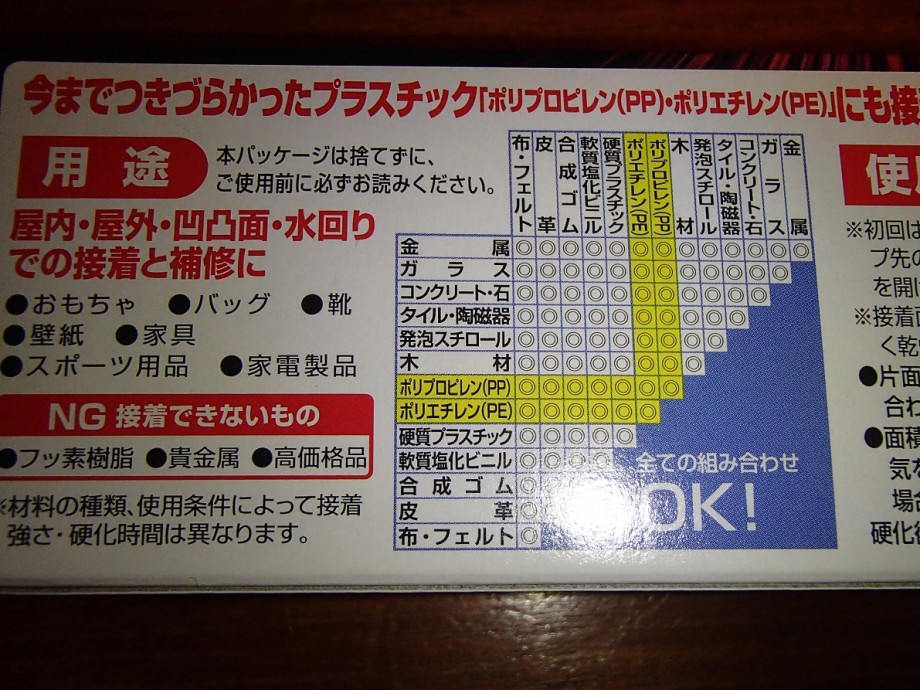 今までつきづらかったプラスチック「ポリプロピレン(PP)・ポリエチレン(PE)」にも接
用途
本パッケージは捨てずに、
ご使用前に必ずお読みください。
屋内・屋外・凹凸面・水回り
での接着と補修に
●おもちゃ ●バッグ ●靴
●壁紙 ●家具
●スポーツ用品 ●家電製品
NG 接着できないもの
●フッ素樹脂 ●貴金属 ●高価格品
※材料の種類、使用条件によって接着
強さ・硬化時間は異なります。
布・フェルト 皮革 合成ゴム 軟質塩化ビニル 硬質プラスチック ポリエチレン(PE) ポリプロピレン(PP) 木材 発泡スチロール タイル・陶磁器 コンクリート・石 ガラス 金属
金属 ◎ ◎ ◎ ◎ ◎ ◎ ◎ ◎ ◎ ◎ ◎ ◎ ◎
ガラス ◎ ◎ ◎ ◎ ◎ ◎ ◎ ◎ ◎ ◎ ◎ ◎
コンクリート・石 ◎ ◎ ◎ ◎ ◎ ◎ ◎ ◎ ◎ ◎ ◎
タイル・陶磁器 ◎ ◎ ◎ ◎ ◎ ◎ ◎ ◎ ◎ ◎
発泡スチロール ◎ ◎ ◎ ◎ ◎ ◎ ◎ ◎ ◎
木材 ◎ ◎ ◎ ◎ ◎ ◎ ◎ ◎
ポリプロピレン(PP) ◎ ◎ ◎ ◎ ◎ ◎ ◎
ポリエチレン(PE) ◎ ◎ ◎ ◎ ◎ ◎
硬質プラスチック ◎ ◎ ◎ ◎ ◎
軟質塩化ビニル ◎ ◎ ◎ ◎
合成ゴム ◎
皮革 ◎
布・フェルト ◎
全ての組み合わせ
OK!
使
※初回は
プ先の
を開け
※接着面
く乾
●片面
合わ
●面積
気を
場合
硬化後